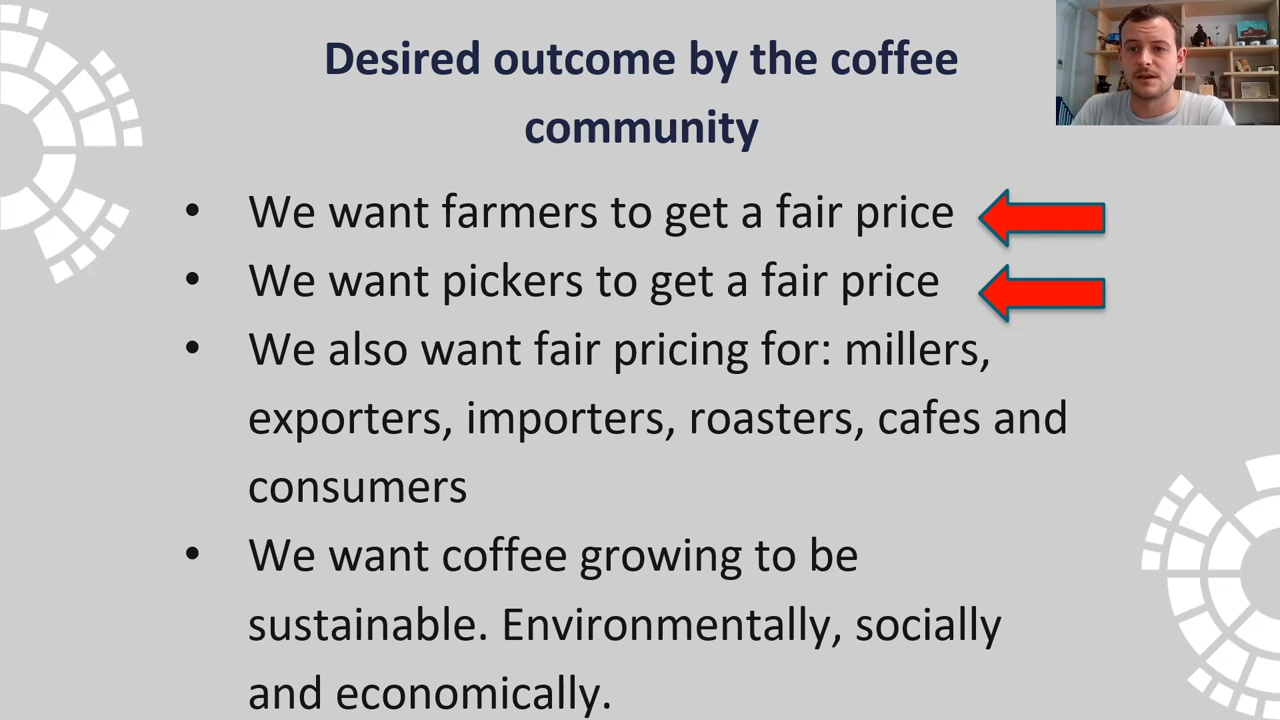 Desired outcome by the coffee
community
• We want farmers to get a fair price
• We want pickers to get a fair price
• We also want fair pricing for: millers,
exporters, importers, roasters, cafes and
consumers
• We want coffee growing to be
sustainable. Environmentally, socially
and economically.